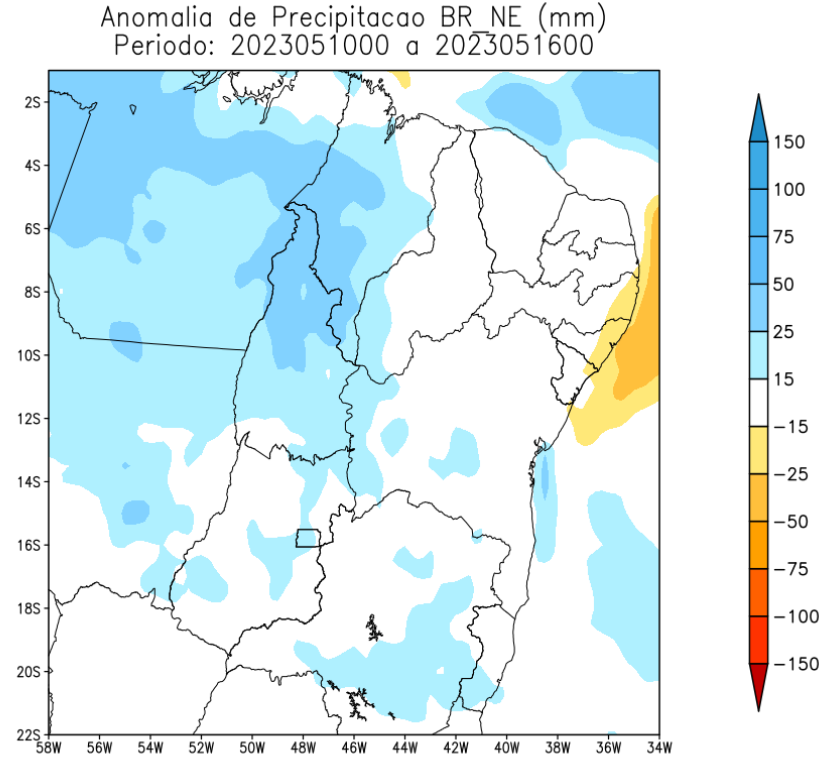 Anomalia de Precipitacao BR_NE (mm)
Periodo: 2023051000 a 2023051600
2S
4S
6S
8S
10S
12S
14S
16S
18S
20S
22S
58W 56W 54W 52W 50W 48W 46W 44W 42W 40W 38W 36W 34W
150
100
75
50
25
15
-15
-25
-50
-75
-100
-150